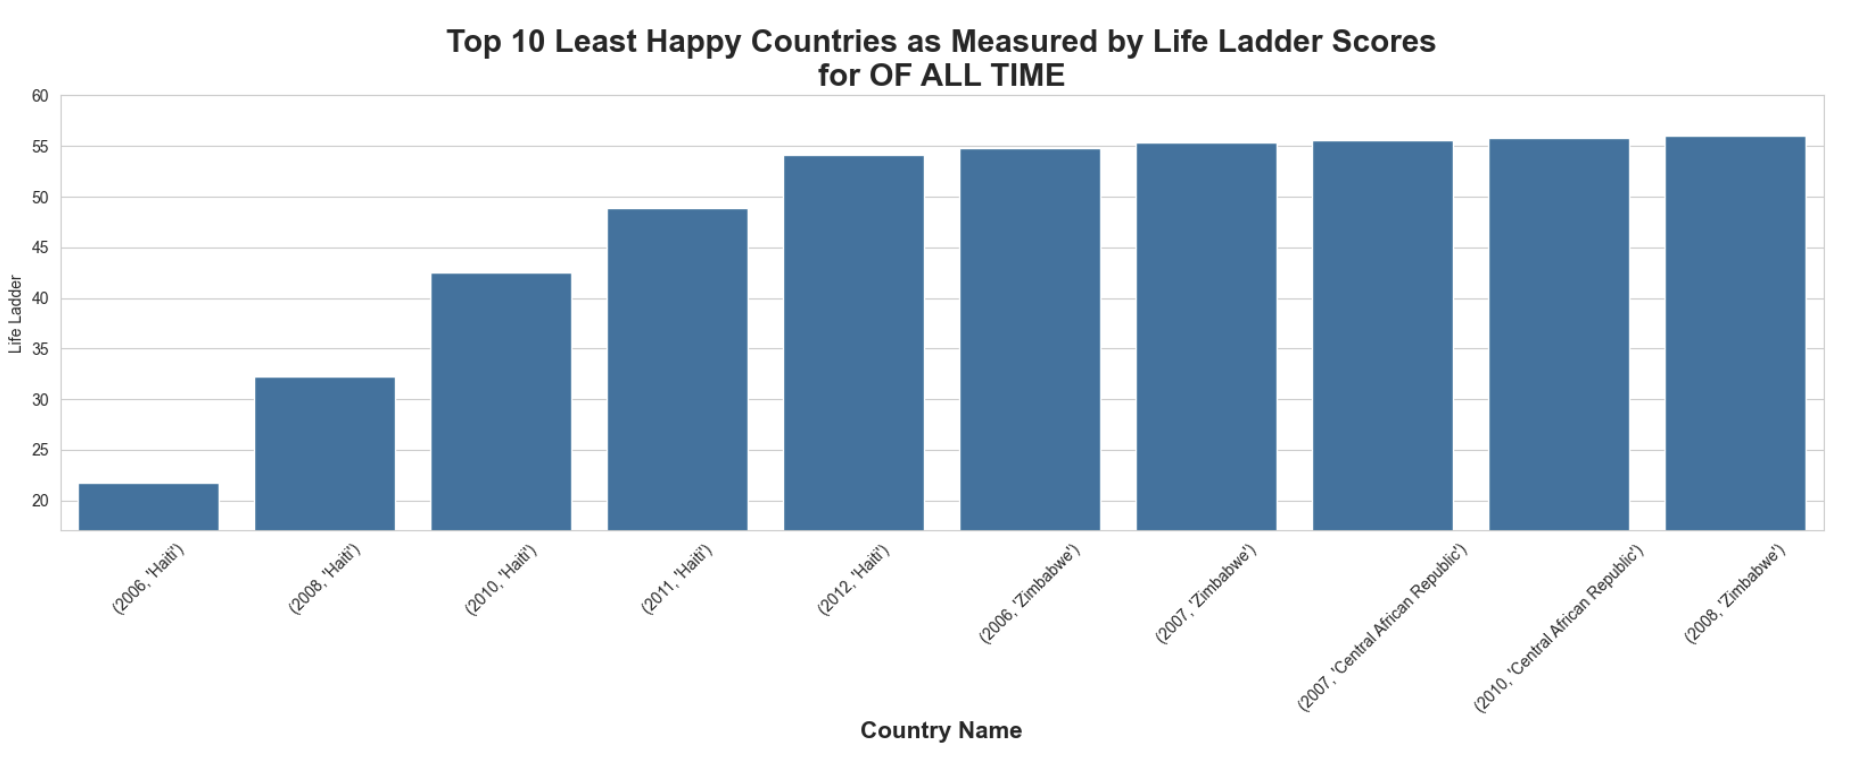 Top 10 Least Happy Countries as Measured by Life Ladder Scores
for OF ALL TIME
60
55
50
45
40
35
30
25
20
Life Ladder
(2006, 'Haiti')
(2008, 'Haiti')
(2010, 'Haiti')
(2011, 'Haiti')
(2012, 'Haiti')
(2006, 'Zimbabwe')
(2007, 'Zimbabwe')
(2007, 'Central African Republic')
(2010, 'Central African Republic')
(2008, 'Zimbabwe')
Country Name